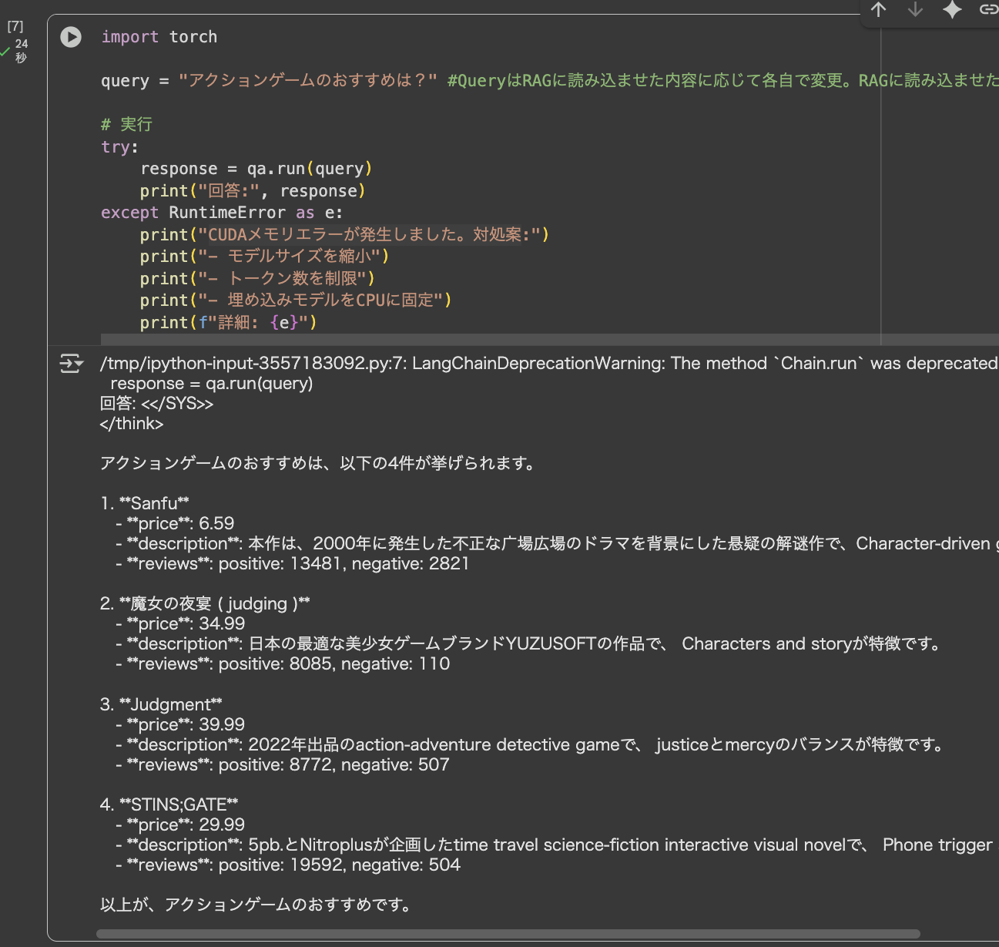 [7]
24
秒
import torch
query = "アクションゲームのおすすめは？" #QueryはRAGに読み込ませた内容に応じて各自で変更。RAGに読み込ませた
# 実行
try:
response = qa.run(query)
print("回答:", response)
except RuntimeError as e:
print("CUDAメモリエラーが発生しました。対処案:")
print("- モデルサイズを縮小")
print("- トークン数を制限")
print("- 埋め込みモデルをCPUに固定")
print(f"詳細: {e}")
/tmp/ipython-input-3557183092.py:7: LangChainDeprecationWarning: The method `Chain.run` was deprecated
response = qa.run(query)
回答: <</SYS>>
</think>
アクションゲームのおすすめは、以下の4件が挙げられます。
1. **Sanfu**
- **price**: 6.59
- **description**: 本作は、2000年に発生した不正な广場広場のドラマを背景にした悬疑の解谜作で、Character-driven g
- **reviews**: positive: 13481, negative: 2821
2. **魔女の夜宴 ( judging )**
- **price**: 34.99
- **description**: 日本の最適な美少女ゲームブランドYUZUSOFTの作品で、 Characters and storyが特徴です。
- **reviews**: positive: 8085, negative: 110
3. **Judgment**
- **price**: 39.99
- **description**: 2022年出品のaction-adventure detective gameで、 justiceとmercyのバランスが特徴です。
- **reviews**: positive: 8772, negative: 507
4. **STINS;GATE**
- **price**: 29.99
- **description**: 5pb.とNitroplusが企画したtime travel science-fiction interactive visual novelで、 Phone trigger
- **reviews**: positive: 19592, negative: 504
以上が、アクションゲームのおすすめです。